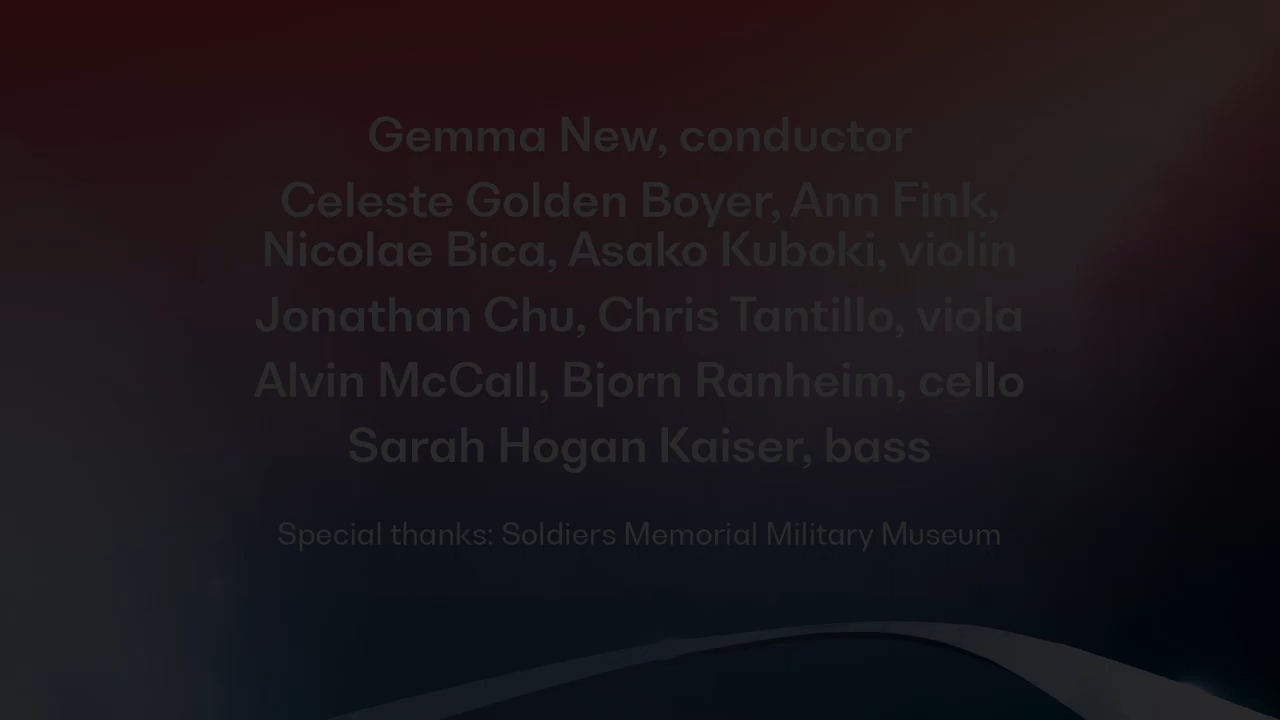 Gemma New, conductor
Celeste Golden Boyer, Ann Fink,
Nicolae Bica, Asako Kuboki, violin
Jonathan Chu, Chris Tantillo, viola
Alvin McCall, Bjorn Ranheim, cello
Sarah Hogan Kaiser, bass
Special thanks: Soldiers Memorial Military Museum